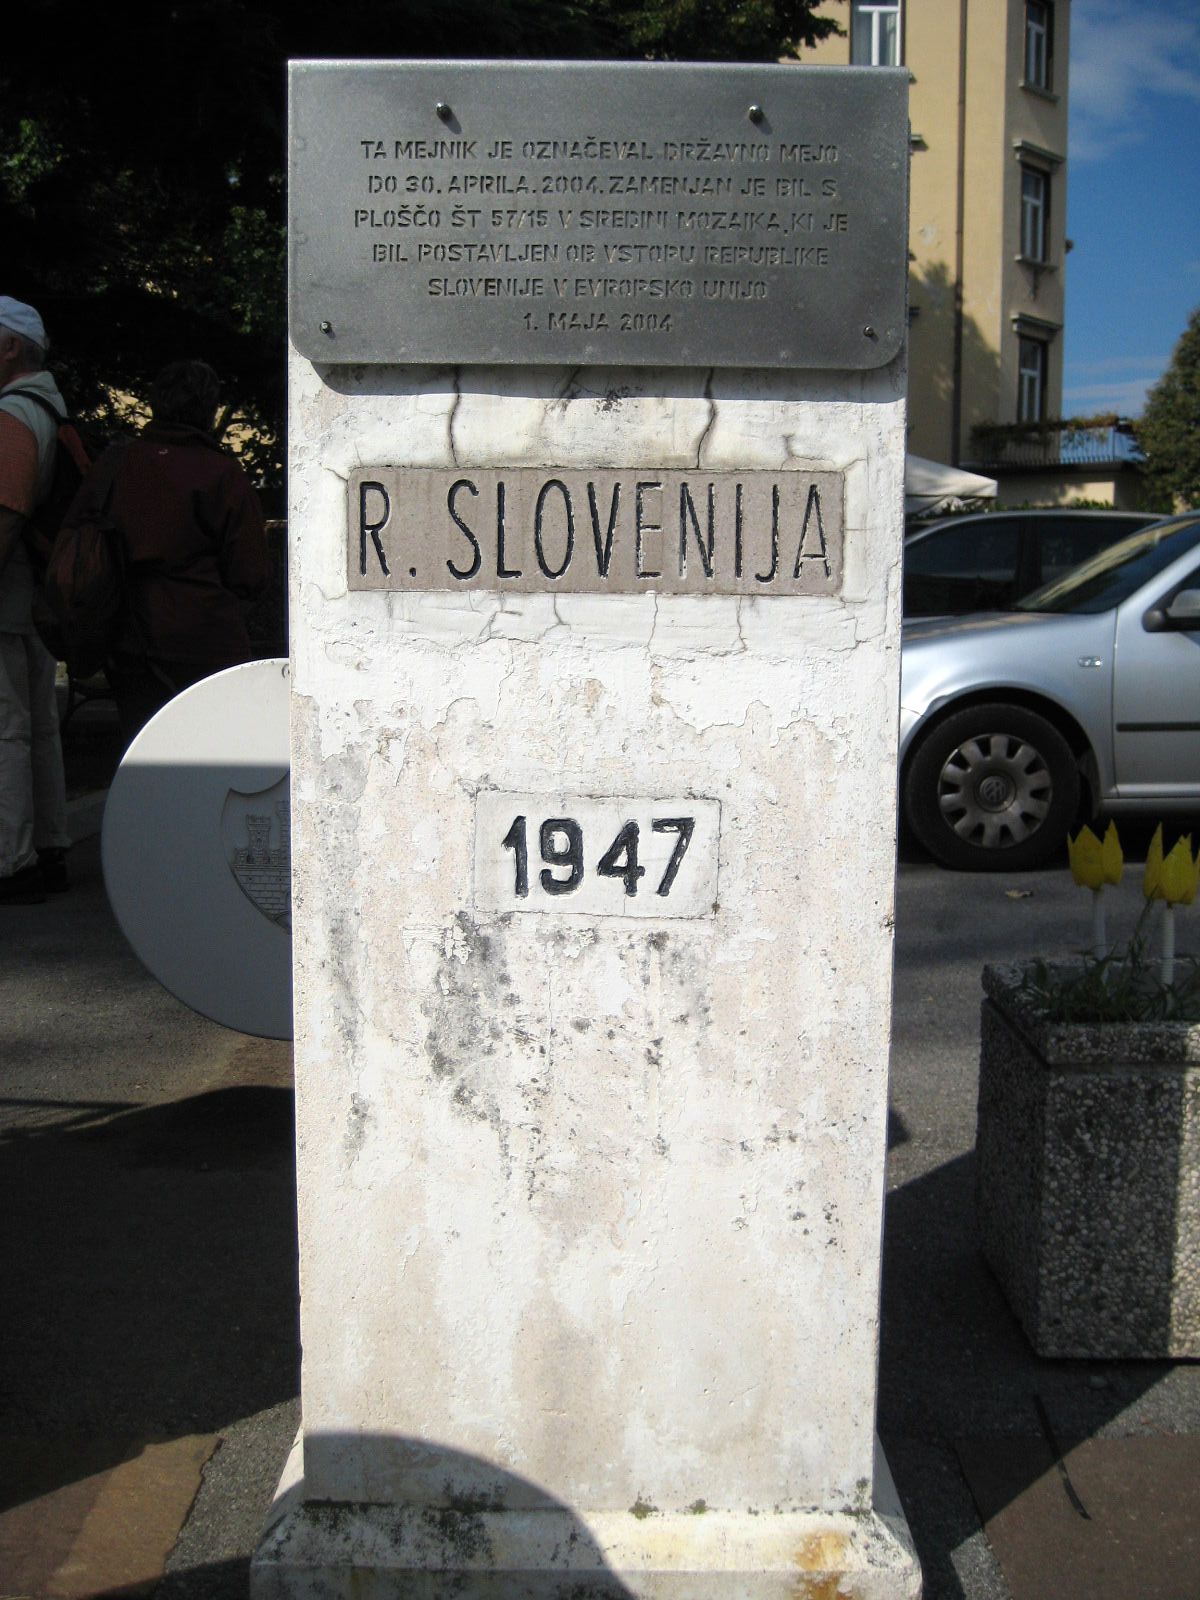 TA MEJNIK JE OZNAČEVAL DRŽAVNO MEJO
DO 30. APRILA. 2004. ZAMENJAN JE BIL S
PLOŠČO ŠT 57/15 V SREDINI MOZAIKA, KI JE
BIL POSTAVLJEN OB VSTOPU REPUBLIKE
SLOVENIJE V EVROPSKO UNIJO
1. MAJA 2004
R. SLOVENIJA
1947